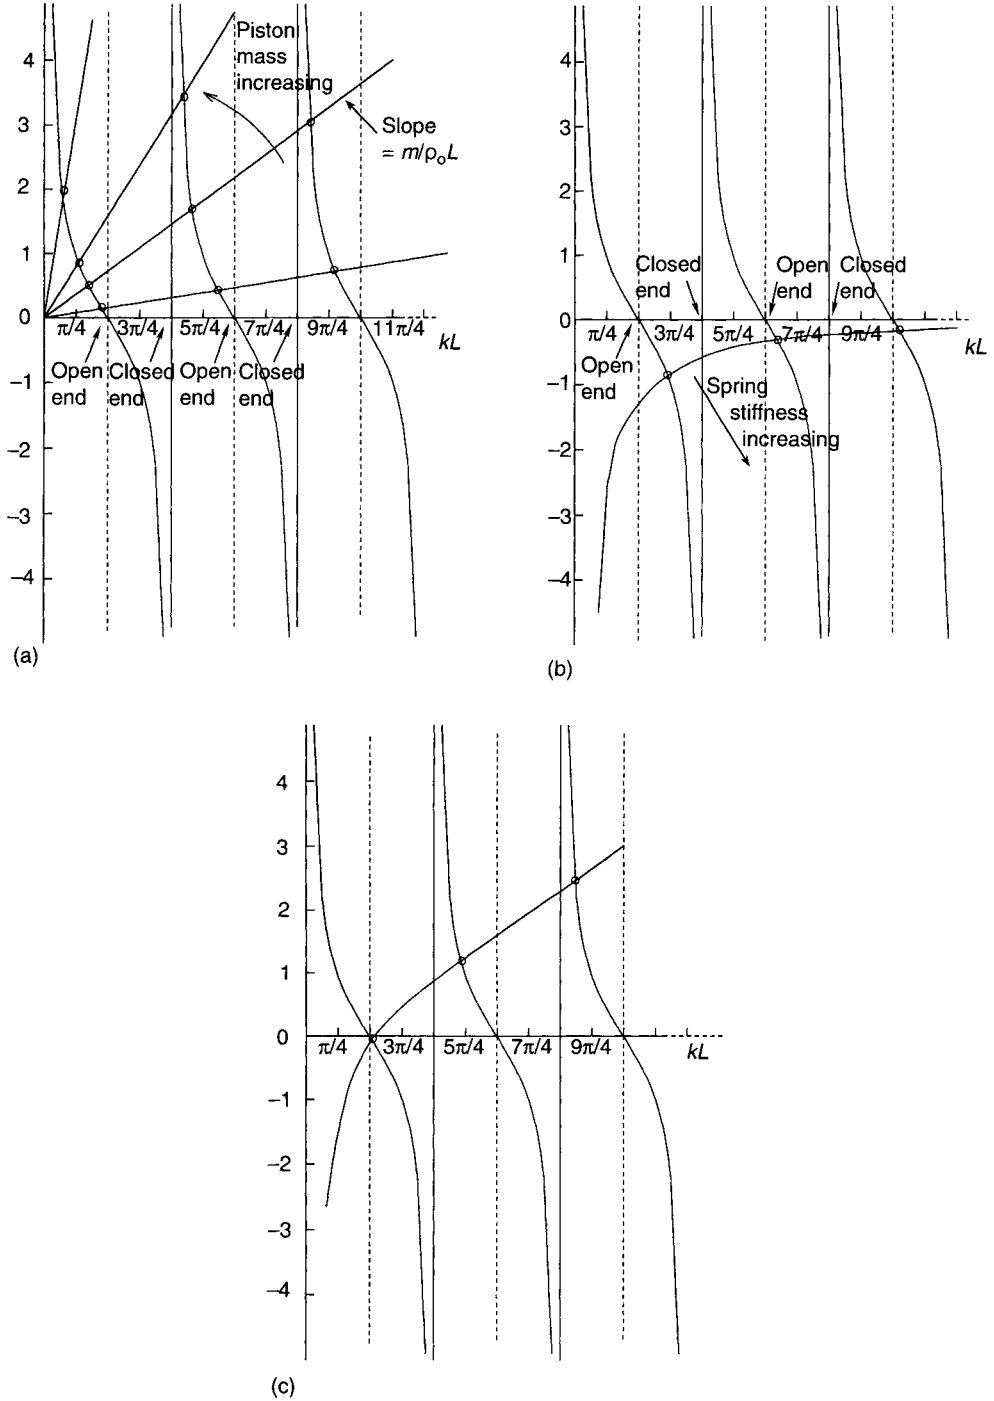 4
3
2
1
0
−1
−2
−3
−4
Piston
mass
increasing
Slope
= m/ρoL
π/4
3π/4
5π/4
7π/4
9π/4
11π/4
kL
Open
end
Closed
end
Open
end
Closed
end
(a)
4
3
2
1
0
−1
−2
−3
−4
Closed
end
Open
end
Closed
end
π/4
3π/4
5π/4
7π/4
9π/4
kL
Open
end
Spring
stiffness
increasing
(b)
4
3
2
1
0
−1
−2
−3
−4
π/4
3π/4
5π/4
7π/4
9π/4
kL
(c)